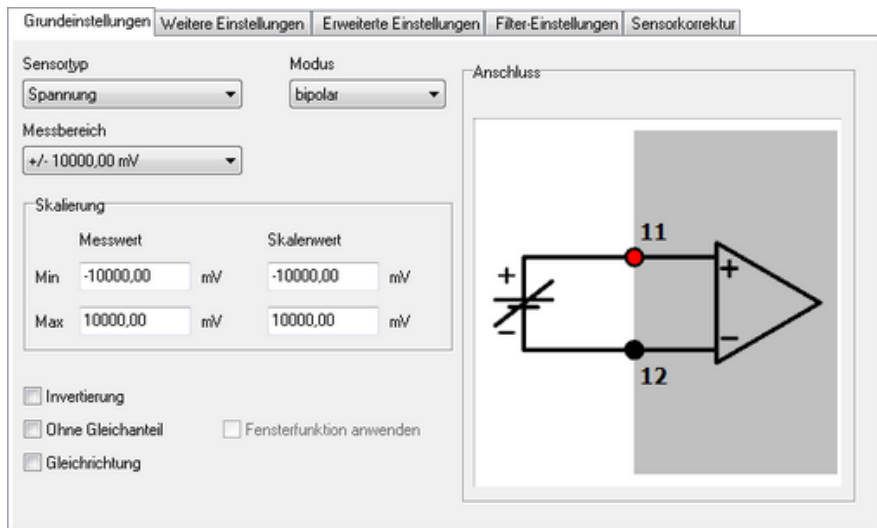 Grundeinstellungen Weitere Einstellungen Erweiterte Einstellungen Filter-Einstellungen Sensorkorrektur
Sensortyp Modus
Spannung bipolar
Messbereich
+/- 10000,00 mV
Skalierung
Messwert Skalenwert
Min -10000,00 mV -10000,00 mV
Max 10000,00 mV 10000,00 mV
Invertierung
Ohne Gleichanteil Fensterfunktion anwenden
Gleichrichtung
Anschluss
11
+ +
- -
12